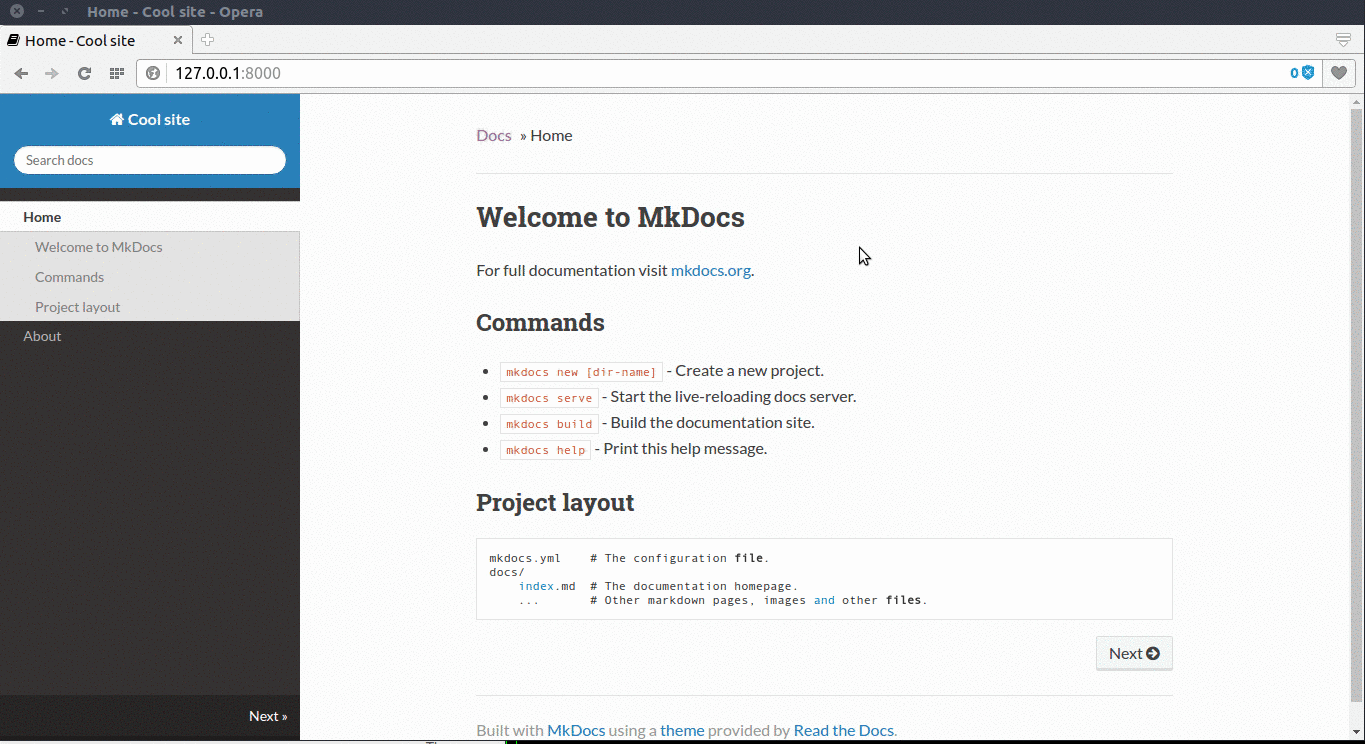 Home - Cool site - Opera
Home - Cool site
127.0.0.1:8000
0
Cool site
Search docs
Home
Welcome to MkDocs
Commands
Project layout
About
Next »
Docs » Home
Welcome to MkDocs
For full documentation visit mkdocs.org.
Commands
mkdocs new [dir-name] - Create a new project.
mkdocs serve - Start the live-reloading docs server.
mkdocs build - Build the documentation site.
mkdocs help - Print this help message.
Project layout
mkdocs.yml    # The configuration file.
docs/
    index.md  # The documentation homepage.
    ...       # Other markdown pages, images and other files.
Next
Built with MkDocs using a theme provided by Read the Docs.